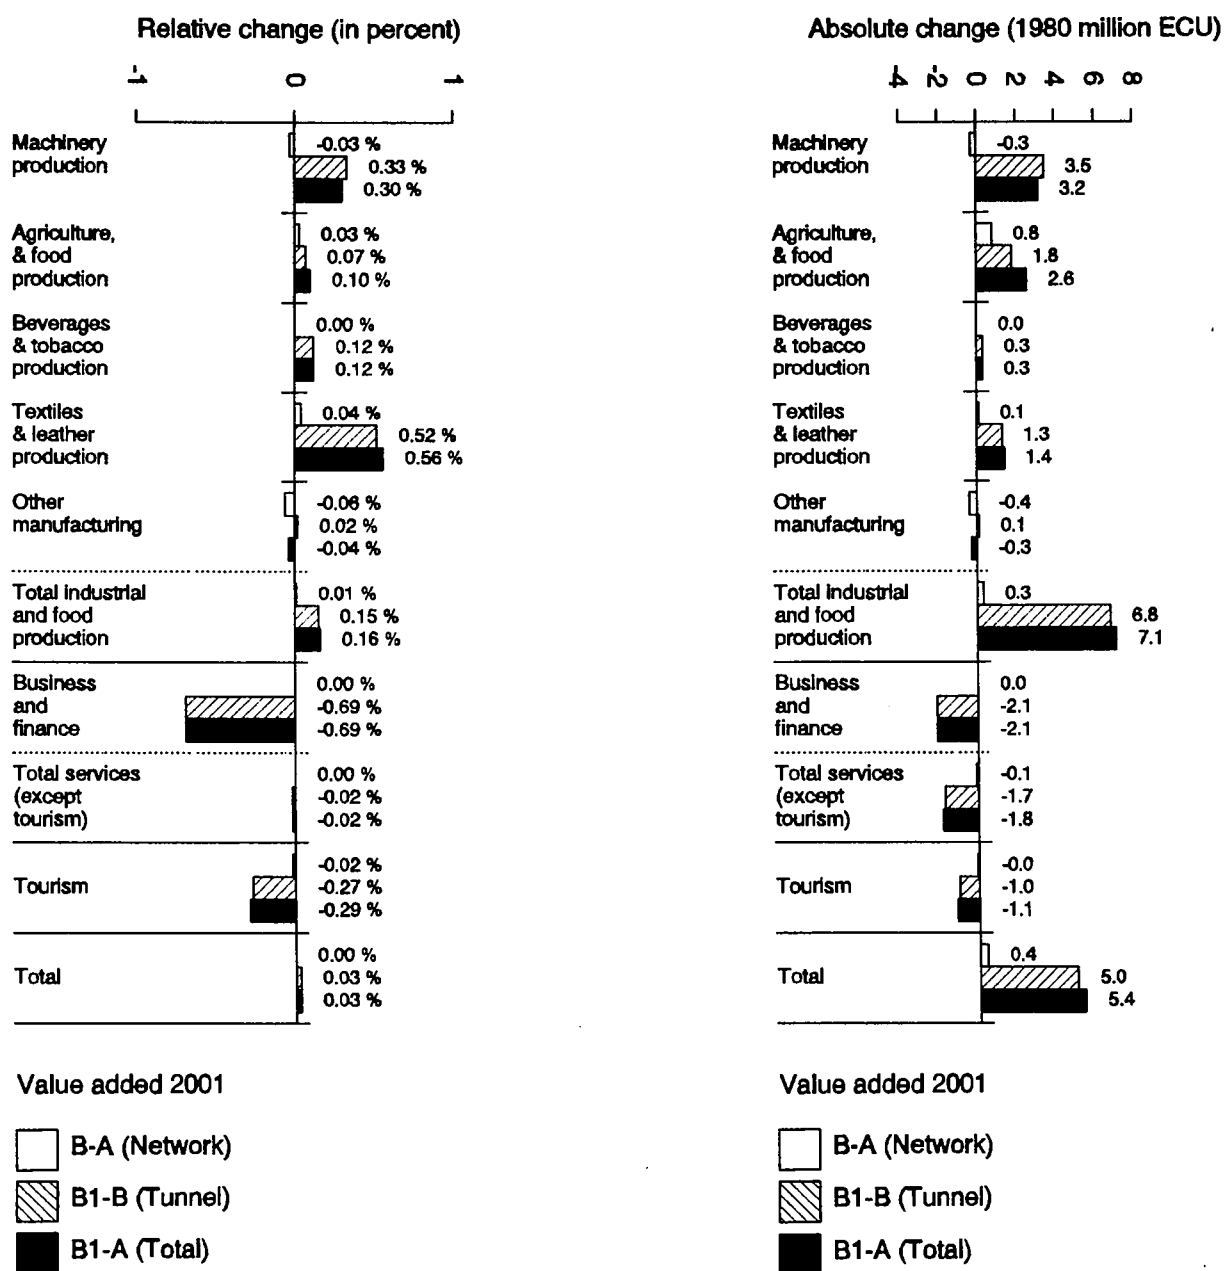 Relative change (in percent)
-1 0 1
Machinery
production
-0.03 %
0.33 %
0.30 %
Agriculture,
& food
production
0.03 %
0.07 %
0.10 %
Beverages
& tobacco
production
0.00 %
0.12 %
0.12 %
Textiles
& leather
production
0.04 %
0.52 %
0.56 %
Other
manufacturing
-0.06 %
0.02 %
-0.04 %
Total industrial
and food
production
0.01 %
0.15 %
0.16 %
Business
and
finance
0.00 %
-0.69 %
-0.69 %
Total services
(except
tourism)
0.00 %
-0.02 %
-0.02 %
Tourism
-0.02 %
-0.27 %
-0.29 %
Total
0.00 %
0.03 %
0.03 %
Value added 2001
B-A (Network)
B1-B (Tunnel)
B1-A (Total)
Absolute change (1980 million ECU)
-4 -2 0 2 4 6 8
Machinery
production
-0.3
3.5
3.2
Agriculture,
& food
production
0.8
1.8
2.6
Beverages
& tobacco
production
0.0
0.3
0.3
Textiles
& leather
production
0.1
1.3
1.4
Other
manufacturing
-0.4
0.1
-0.3
Total industrial
and food
production
0.3
6.8
7.1
Business
and
finance
0.0
-2.1
-2.1
Total services
(except
tourism)
-0.1
-1.7
-1.8
Tourism
-0.0
-1.0
-1.1
Total
0.4
5.0
5.4
Value added 2001
B-A (Network)
B1-B (Tunnel)
B1-A (Total)